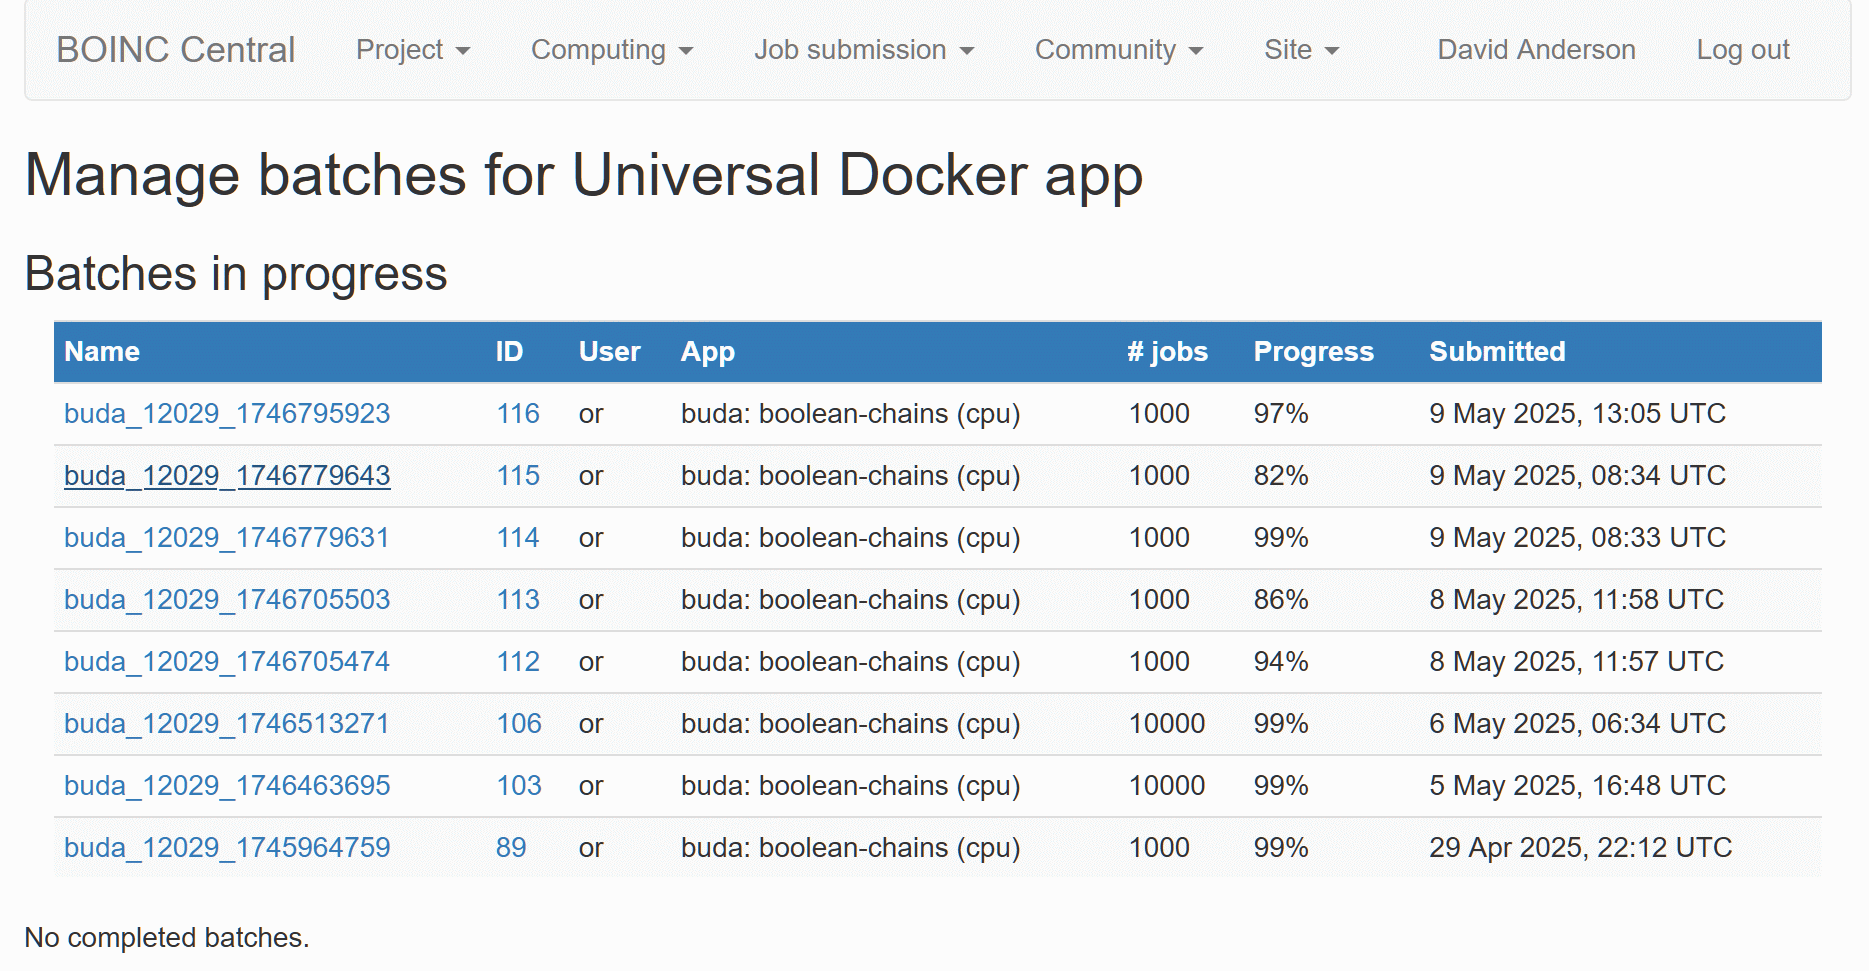 BOINC Central Project Computing Job submission Community Site David Anderson Log out
Manage batches for Universal Docker app
Batches in progress
Name ID User App # jobs Progress Submitted
buda_12029_1746795923 116 or buda: boolean-chains (cpu) 1000 97% 9 May 2025, 13:05 UTC
buda_12029_1746779643 115 or buda: boolean-chains (cpu) 1000 82% 9 May 2025, 08:34 UTC
buda_12029_1746779631 114 or buda: boolean-chains (cpu) 1000 99% 9 May 2025, 08:33 UTC
buda_12029_1746705503 113 or buda: boolean-chains (cpu) 1000 86% 8 May 2025, 11:58 UTC
buda_12029_1746705474 112 or buda: boolean-chains (cpu) 1000 94% 8 May 2025, 11:57 UTC
buda_12029_1746513271 106 or buda: boolean-chains (cpu) 10000 99% 6 May 2025, 06:34 UTC
buda_12029_1746463695 103 or buda: boolean-chains (cpu) 10000 99% 5 May 2025, 16:48 UTC
buda_12029_1745964759 89 or buda: boolean-chains (cpu) 1000 99% 29 Apr 2025, 22:12 UTC
No completed batches.